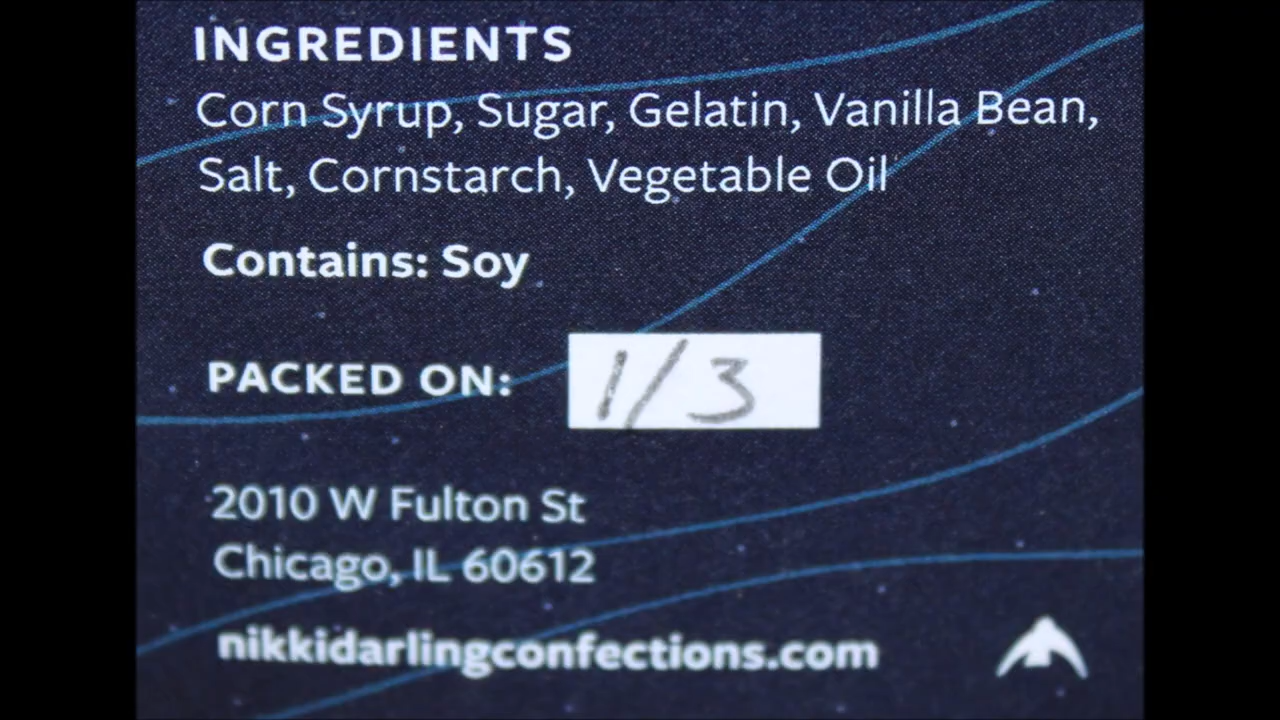 INGREDIENTS
Corn Syrup, Sugar, Gelatin, Vanilla Bean,
Salt, Cornstarch, Vegetable Oil
Contains: Soy
PACKED ON: 1/3
2010 W Fulton St
Chicago, IL 60612
nikkidarlingconfections.com